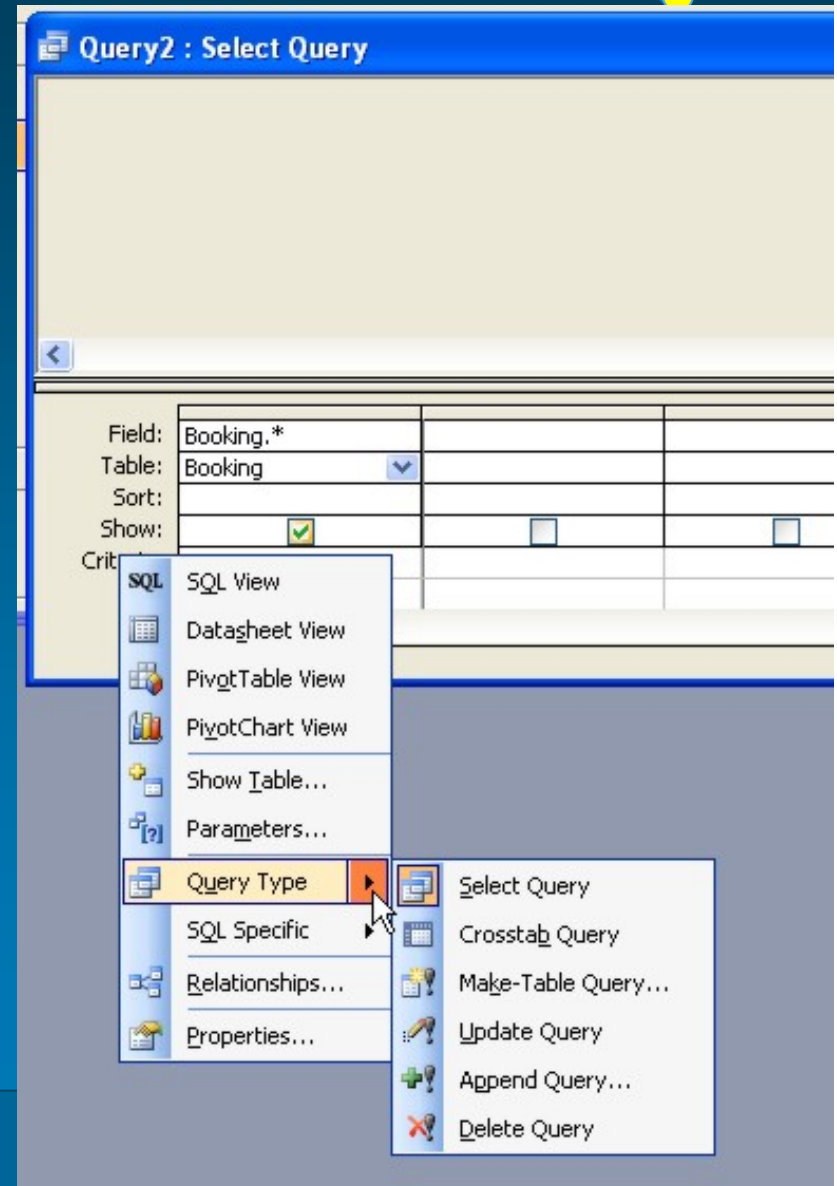 Query2 : Select Query
Field: Booking.*
Table: Booking
Sort:
Show:
SQL SQL View
Datasheet View
PivotTable View
PivotChart View
Show Table...
[?] Parameters...
Query Type
SQL Specific
Relationships...
Properties...
Select Query
Crosstab Query
Make-Table Query...
Update Query
Append Query...
Delete Query